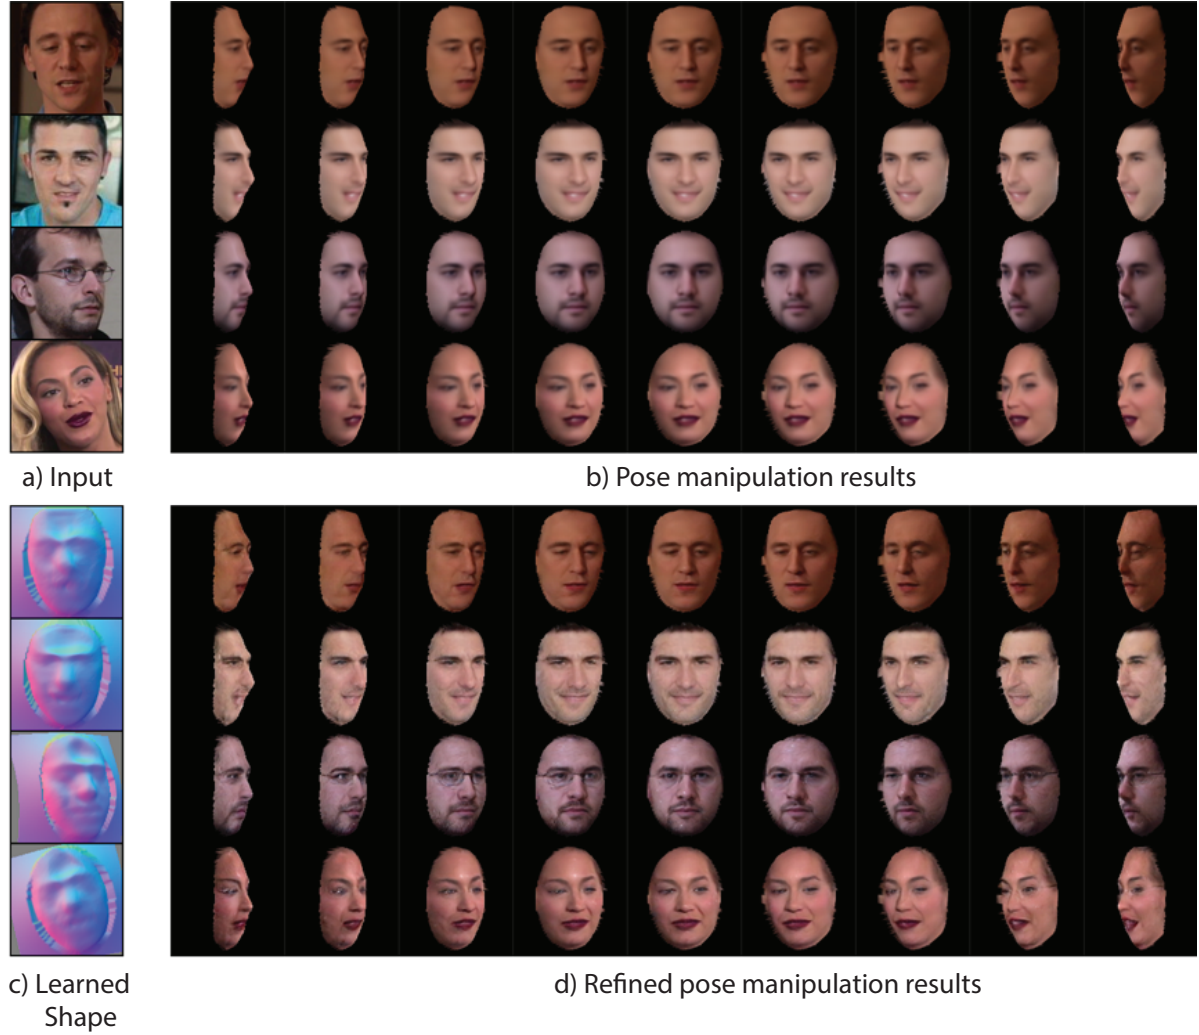 a) Input
b) Pose manipulation results
c) Learned
Shape
d) Refined pose manipulation results